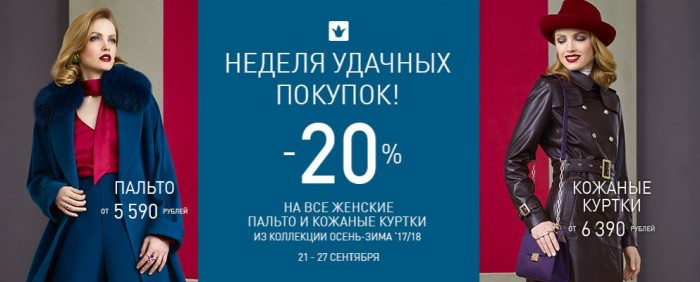 НЕДЕЛЯ УДАЧНЫХ
ПОКУПОК!
-20%
НА ВСЕ ЖЕНСКИЕ
ПАЛЬТО И КОЖАНЫЕ КУРТКИ
ИЗ КОЛЛЕКЦИИ ОСЕНЬ-ЗИМА '17/18
21 - 27 СЕНТЯБРЯ
ПАЛЬТО
ОТ 5 590 РУБЛЕЙ
КОЖАНЫЕ
КУРТКИ
ОТ 6 390 РУБЛЕЙ